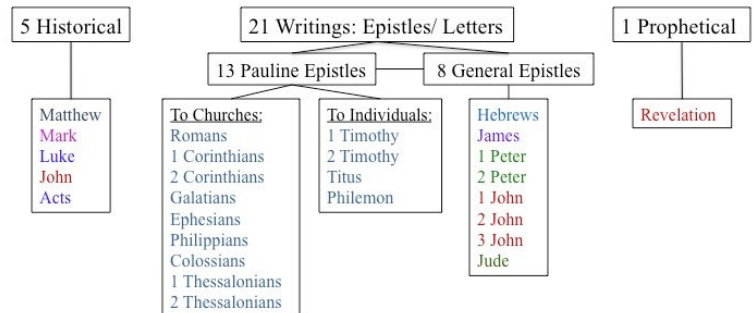 5 Historical
21 Writings: Epistles/ Letters
1 Prophetical
13 Pauline Epistles
8 General Epistles
Matthew
Mark
Luke
John
Acts
To Churches:
Romans
1 Corinthians
2 Corinthians
Galatians
Ephesians
Philippians
Colossians
1 Thessalonians
2 Thessalonians
To Individuals:
1 Timothy
2 Timothy
Titus
Philemon
Hebrews
James
1 Peter
2 Peter
1 John
2 John
3 John
Jude
Revelation